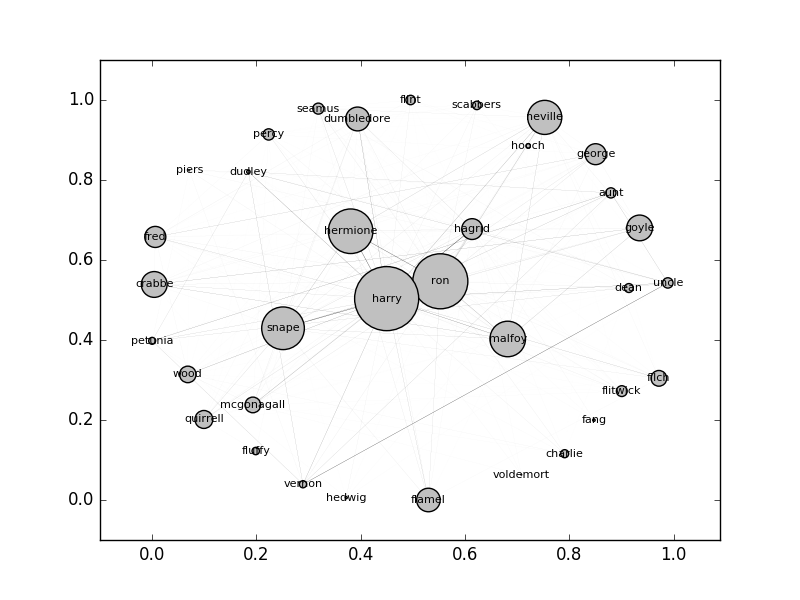 1.0
0.8
0.6
0.4
0.2
0.0
flint
seamus
scabbers
dumbledore
neville
percy
hooch
george
piers
dudley
aunt
fred
hermione
hagrid
goyle
crabbe
ron
uncle
dean
harry
snape
petunia
malfoy
wood
filch
flitwick
mcgonagall
quirrell
fang
fluffy
charlie
voldemort
vernon
hedwig
flamel
0.0 0.2 0.4 0.6 0.8 1.0